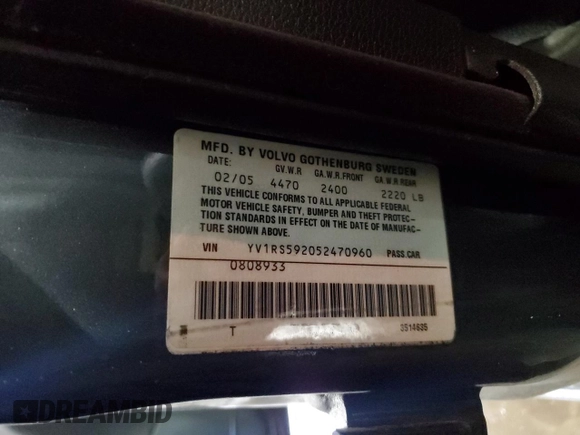 MFD. BY VOLVO GOTHENBURG SWEDEN
DATE: GV.W.R GA.W.R.FRONT GA.W.R REAR
02/05 4470 2400 2220 LB
THIS VEHICLE CONFORMS TO ALL APPLICABLE FEDERAL
MOTOR VEHICLE SAFETY, BUMPER AND THEFT PROTEC-
TION STANDARDS IN EFFECT ON THE DATE OF MANUFAC-
TURE SHOWN ABOVE.
VIN YV1RS592052470960 PASS.CAR
0808933
T 3514635
DREAMBID